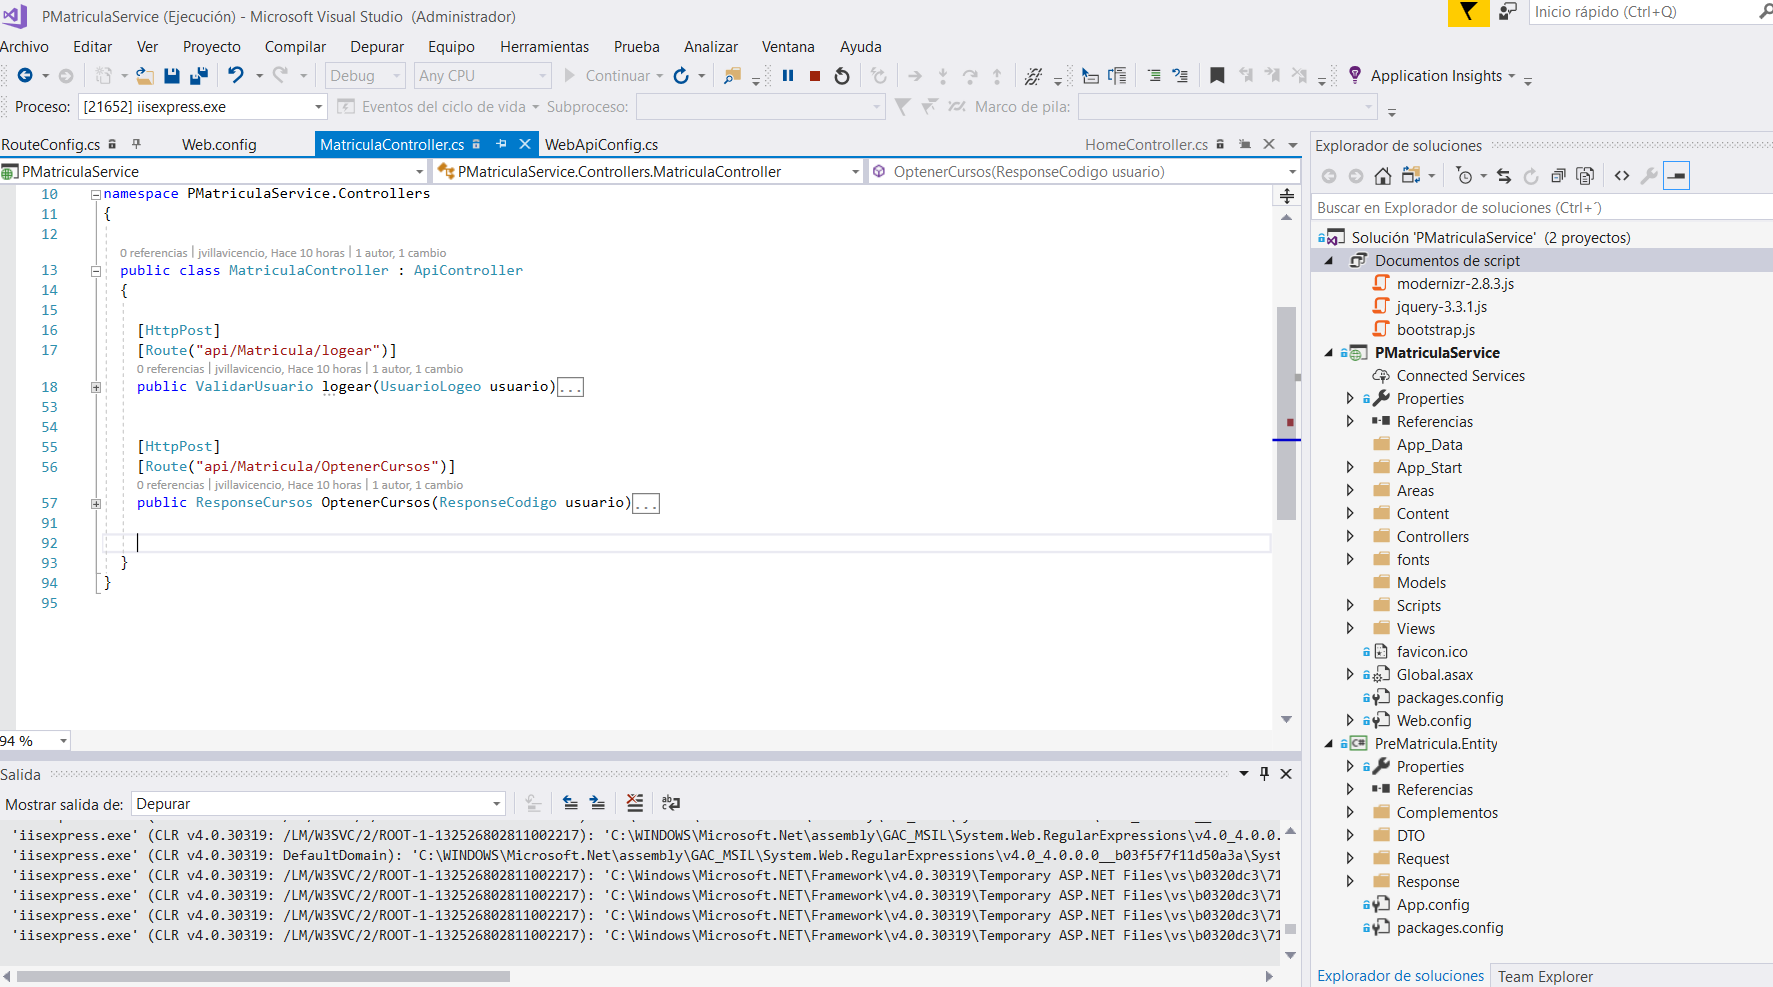 PMatriculaService (Ejecución) - Microsoft Visual Studio (Administrador)
Inicio rápido (Ctrl+Q)
Archivo Editar Ver Proyecto Compilar Depurar Equipo Herramientas Prueba Analizar Ventana Ayuda
Debug Any CPU Continuar Application Insights
Proceso: [21652] iisexpress.exe Eventos del ciclo de vida Subproceso: Marco de pila:
RouteConfig.cs Web.config MatriculaController.cs WebApiConfig.cs HomeController.cs
PMatriculaService PMatriculaService.Controllers.MatriculaController OptenerCursos(ResponseCodigo usuario)
10 namespace PMatriculaService.Controllers
11 {
12
0 referencias | jvillavicencio, Hace 10 horas | 1 autor, 1 cambio
13 public class MatriculaController : ApiController
14 {
15
16 [HttpPost]
17 [Route("api/Matricula/logear")]
0 referencias | jvillavicencio, Hace 10 horas | 1 autor, 1 cambio
18 public ValidarUsuario logear(UsuarioLogeo usuario)...
53
54
55 [HttpPost]
56 [Route("api/Matricula/OptenerCursos")]
0 referencias | jvillavicencio, Hace 10 horas | 1 autor, 1 cambio
57 public ResponseCursos OptenerCursos(ResponseCodigo usuario)...
91
92
93 }
94 }
95
94 %
Salida
Mostrar salida de: Depurar
'iisexpress.exe' (CLR v4.0.30319: /LM/W3SVC/2/ROOT-1-132526802811002217): 'C:\WINDOWS\Microsoft.Net\assembly\GAC_MSIL\System.Web.RegularExpressions\v4.0_4.0.0.
'iisexpress.exe' (CLR v4.0.30319: DefaultDomain): 'C:\WINDOWS\Microsoft.Net\assembly\GAC_MSIL\System.Web.RegularExpressions\v4.0_4.0.0.0__b03f5f7f11d50a3a\Syst
'iisexpress.exe' (CLR v4.0.30319: /LM/W3SVC/2/ROOT-1-132526802811002217): 'C:\Windows\Microsoft.NET\Framework\v4.0.30319\Temporary ASP.NET Files\vs\b0320dc3\71
'iisexpress.exe' (CLR v4.0.30319: /LM/W3SVC/2/ROOT-1-132526802811002217): 'C:\Windows\Microsoft.NET\Framework\v4.0.30319\Temporary ASP.NET Files\vs\b0320dc3\71
'iisexpress.exe' (CLR v4.0.30319: /LM/W3SVC/2/ROOT-1-132526802811002217): 'C:\Windows\Microsoft.NET\Framework\v4.0.30319\Temporary ASP.NET Files\vs\b0320dc3\71
'iisexpress.exe' (CLR v4.0.30319: /LM/W3SVC/2/ROOT-1-132526802811002217): 'C:\Windows\Microsoft.NET\Framework\v4.0.30319\Temporary ASP.NET Files\vs\b0320dc3\71
Explorador de soluciones
Buscar en Explorador de soluciones (Ctrl+´)
Solución 'PMatriculaService' (2 proyectos)
Documentos de script
modernizr-2.8.3.js
jquery-3.3.1.js
bootstrap.js
PMatriculaService
Connected Services
Properties
Referencias
App_Data
App_Start
Areas
Content
Controllers
fonts
Models
Scripts
Views
favicon.ico
Global.asax
packages.config
Web.config
PreMatricula.Entity
Properties
Referencias
Complementos
DTO
Request
Response
App.config
packages.config
Explorador de soluciones Team Explorer